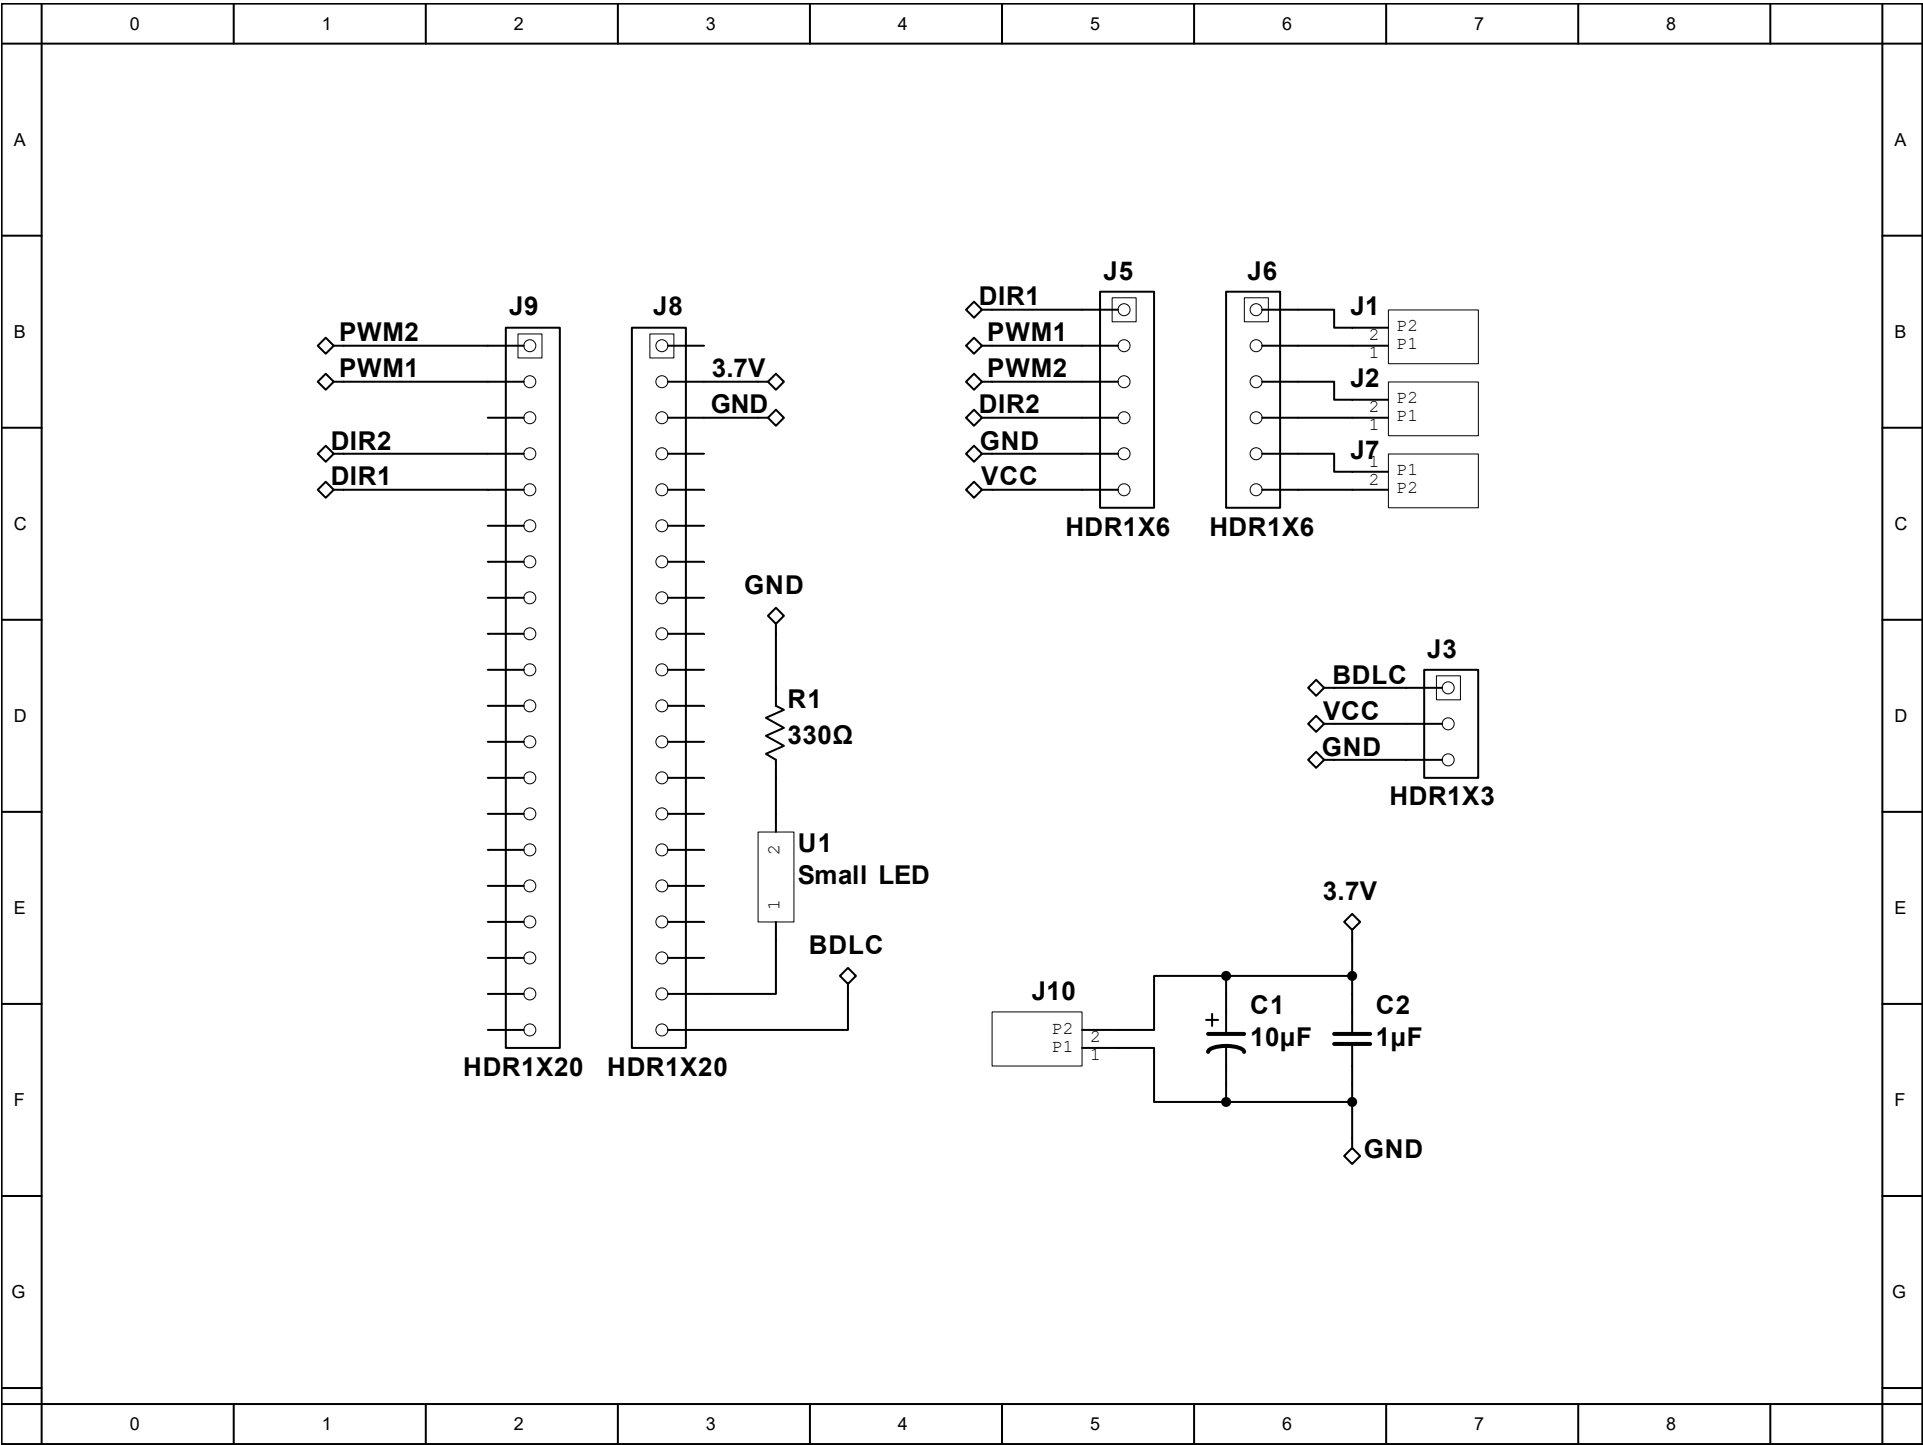 0 1 2 3 4 5 6 7 8
A A
J5 J6
DIR1
J9 J8 J1
B PWM2 PWM1 P2 B
2 P1
1
PWM1 3.7V PWM2 J2
GND DIR2 P2
2 P1
1
DIR2 GND J7
1 P1
DIR1 VCC 2 P2
C HDR1X6 HDR1X6 C
GND
J3
BDLC
R1 VCC
D 330Ω GND D
HDR1X3
U1
2
Small LED
3.7V
E 1 E
BDLC
J10 C1 C2
+
P2 2 10µF 1µF
P1 1
HDR1X20 HDR1X20
F F
GND
G G
0 1 2 3 4 5 6 7 8